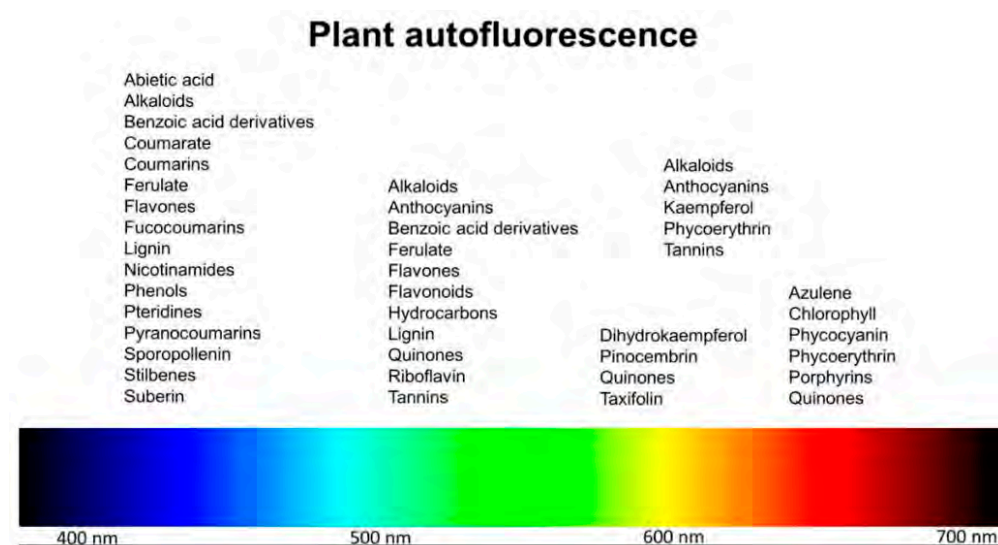 Plant autofluorescence
Abietic acid
Alkaloids
Benzoic acid derivatives
Coumarate
Coumarins
Ferulate
Flavones
Fucocoumarins
Lignin
Nicotinamides
Phenols
Pteridines
Pyranocoumarins
Sporopollenin
Stilbenes
Suberin
Alkaloids
Anthocyanins
Benzoic acid derivatives
Ferulate
Flavones
Flavonoids
Hydrocarbons
Lignin
Quinones
Riboflavin
Tannins
Dihydrokaempferol
Pinocembrin
Quinones
Taxifolin
Alkaloids
Anthocyanins
Kaempferol
Phycoerythrin
Tannins
Azulene
Chlorophyll
Phycocyanin
Phycoerythrin
Porphyrins
Quinones
400 nm
500 nm
600 nm
700 nm